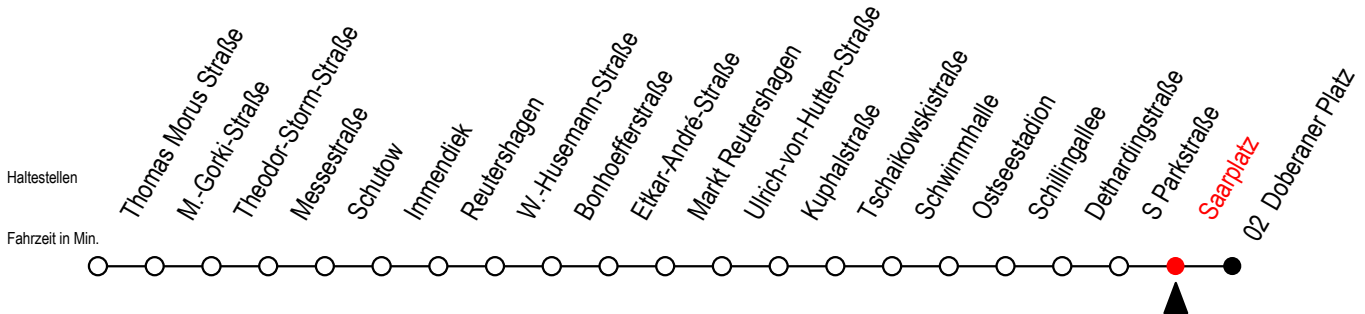 Haltestellen
Fahrzeit in Min.
Thomas Morus Straße
M.-Gorki-Straße
Theodor-Storm-Straße
Messestraße
Schutow
Immendiek
Reutershagen
W.-Husemann-Straße
Bonhoefferstraße
Etkar-André-Straße
Markt Reutershagen
Ulrich-von-Hutten-Straße
Kuphalstraße
Tschaikowskistraße
Schwimmhalle
Ostseestadion
Schillingallee
Dethardingstraße
S Parkstraße
Saarplatz
02 Doberamer Platz